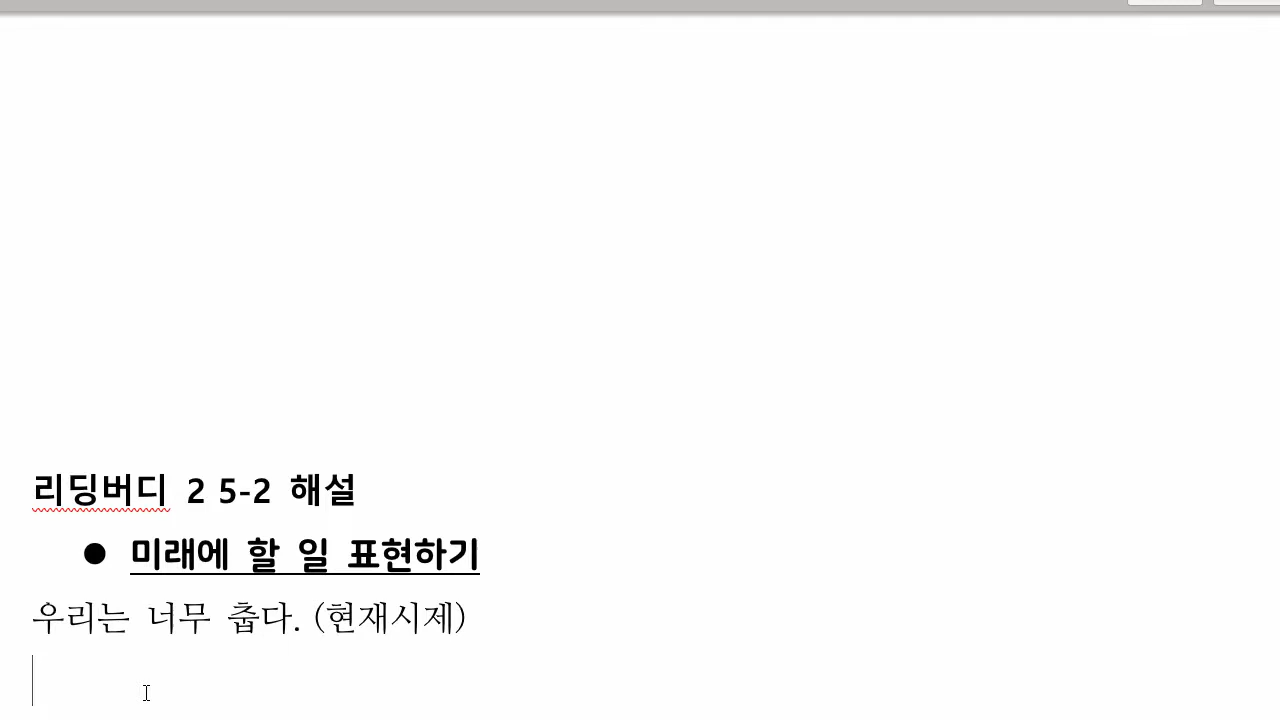 리딩버디 2 5-2 해설
● 미래에 할 일 표현하기
우리는 너무 춥다. (현재시제)